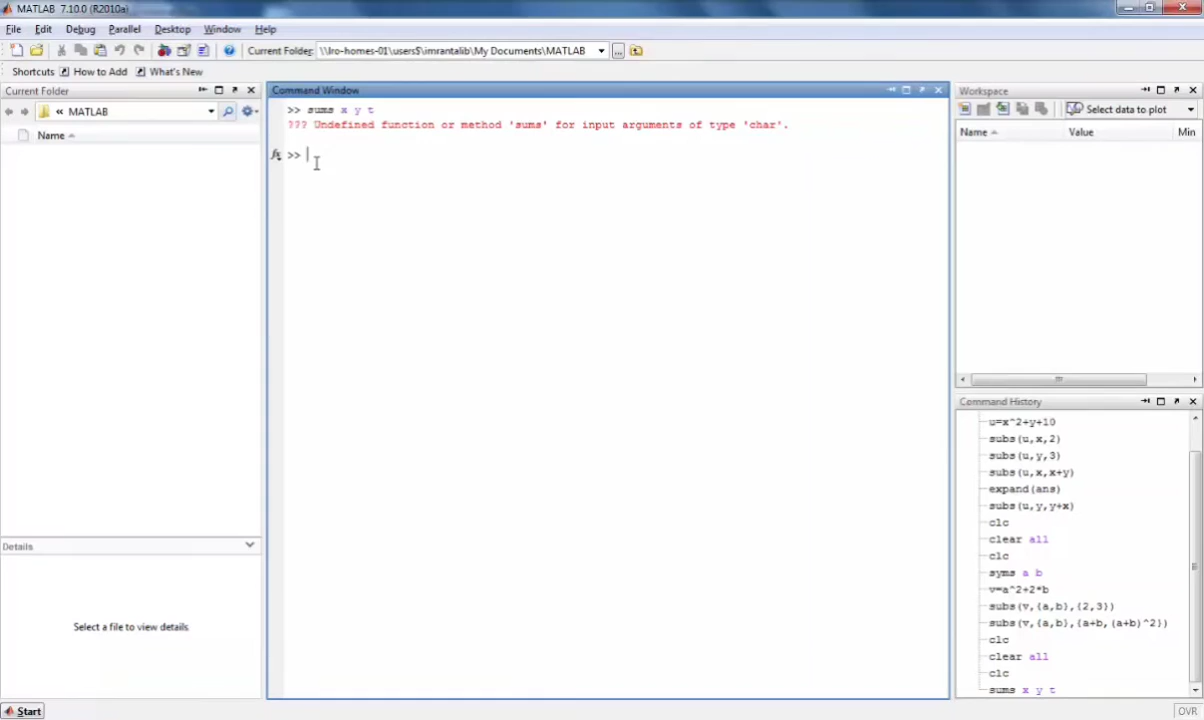 MATLAB 7.10.0 (R2010a)
File Edit Debug Parallel Desktop Window Help
Current Folder: \\lro-homes-01\users$\imrantalib\My Documents\MATLAB ...
Shortcuts How to Add What's New
Current Folder
« MATLAB
Name
Details
Select a file to view details
Command Window
>> sums x y t
??? Undefined function or method 'sums' for input arguments of type 'char'.
fx >>
Workspace
Select data to plot
Name Value Min
Command History
u=x^2+y+10
subs(u,x,2)
subs(u,y,3)
subs(u,x,x+y)
expand(ans)
subs(u,y,y+x)
clc
clear all
clc
syms a b
v=a^2+2*b
subs(v,{a,b},{2,3})
subs(v,{a,b},{a+b,(a+b)^2})
clc
clear all
clc
sums x y t
Start
OVR